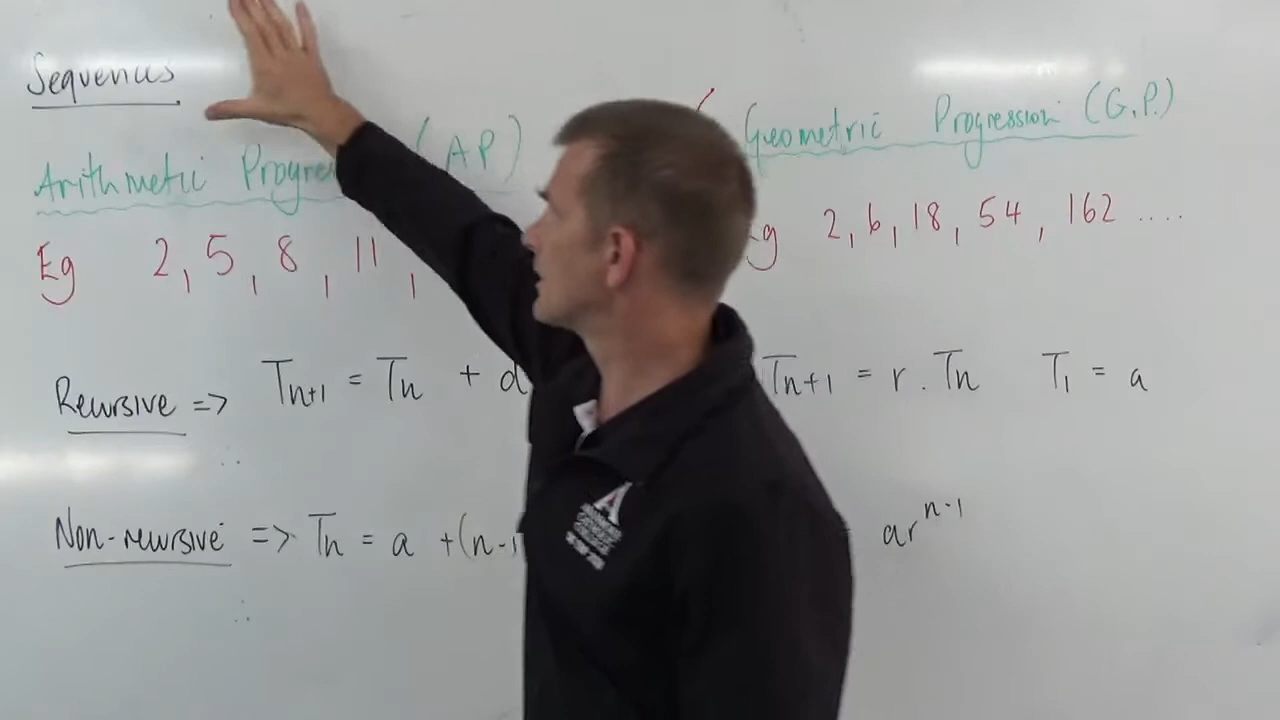 Sequences
Arithmetic (AP)
Eg 2, 5, 8, 11,
Recursive => Tn+1 = Tn + d
Non-recursive => Tn = a + (n-1
Geometric Progression (G.P.)
2, 6, 18, 54, 162 ....
Tn+1 = r . Tn T1 = a
ar^n-1